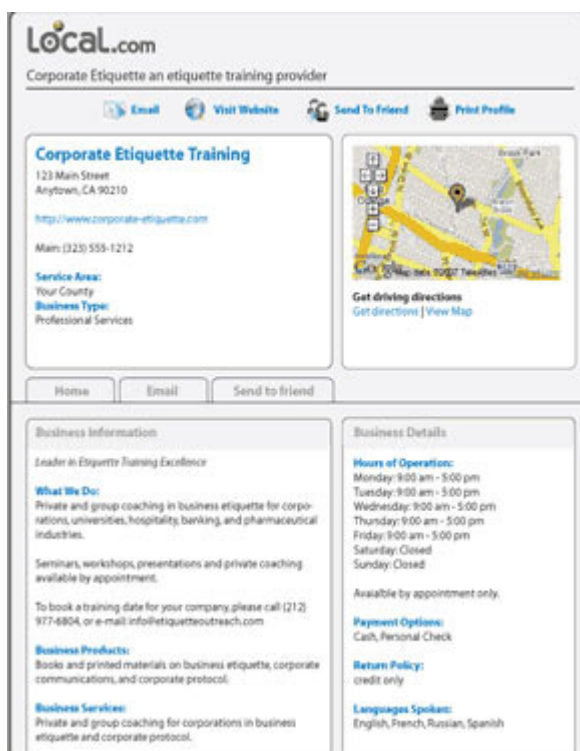 Local.com
Corporate Etiquette an etiquette training provider
Email Visit Website Send To Friend Print Profile
Corporate Etiquette Training
123 Main Street
Anytown, CA 90210
http://www.corporate-etiquette.com
Main: (323) 555-1212
Service Area:
Your County
Business Type:
Professional Services
Get driving directions
Get directions | View Map
Home Email Send to friend
Business Information
Leader in Etiquette Training Excellence
What We Do:
Private and group coaching in business etiquette for corpo-
rations, universities, hospitality, banking, and pharmaceutical
industries.
Seminars, workshops, presentations and private coaching
available by appointment.
To book a training date for your company, please call (212)
977-6804, or e-mail: info@etiquetteoutreach.com
Business Products:
Books and printed materials on business etiquette, corporate
communications, and corporate protocol.
Business Services:
Private and group coaching for corporations in business
etiquette and corporate protocol.
Business Details
Hours of Operation:
Monday: 9:00 am - 5:00 pm
Tuesday: 9:00 am - 5:00 pm
Wednesday: 9:00 am - 5:00 pm
Thursday: 9:00 am - 5:00 pm
Friday: 9:00 am - 5:00 pm
Saturday: Closed
Sunday: Closed
Avaialble by appointment only.
Payment Options:
Cash, Personal Check
Return Policy:
credit only
Languages Spoken:
English, French, Russian, Spanish